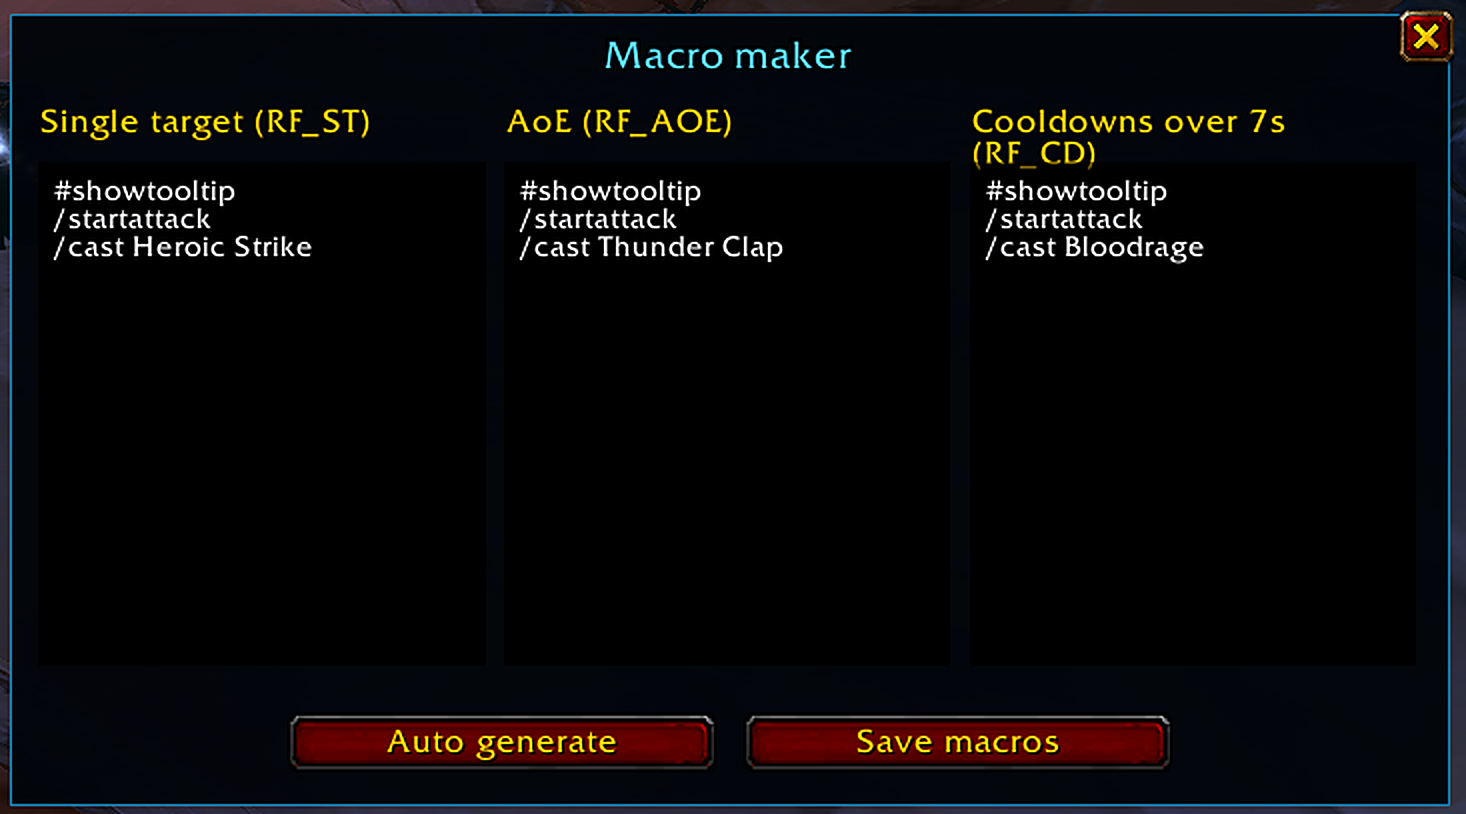 Macro maker
Single target (RF_ST)
#showtooltip
/startattack
/cast Heroic Strike
AoE (RF_AOE)
#showtooltip
/startattack
/cast Thunder Clap
Cooldowns over 7s
(RF_CD)
#showtooltip
/startattack
/cast Bloodrage
Auto generate
Save macros